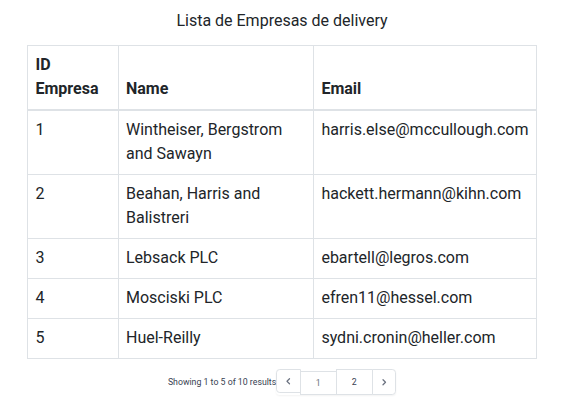 Lista de Empresas de delivery
ID
Empresa Name Email
1 Wintheiser, Bergstrom harris.else@mccullough.com
and Sawayn
2 Beahan, Harris and hackett.hermann@kihn.com
Balistreri
3 Lebsack PLC ebartell@legros.com
4 Mosciski PLC efren11@hessel.com
5 Huel-Reilly sydni.cronin@heller.com
Showing 1 to 5 of 10 results ‹ 1 2 ›